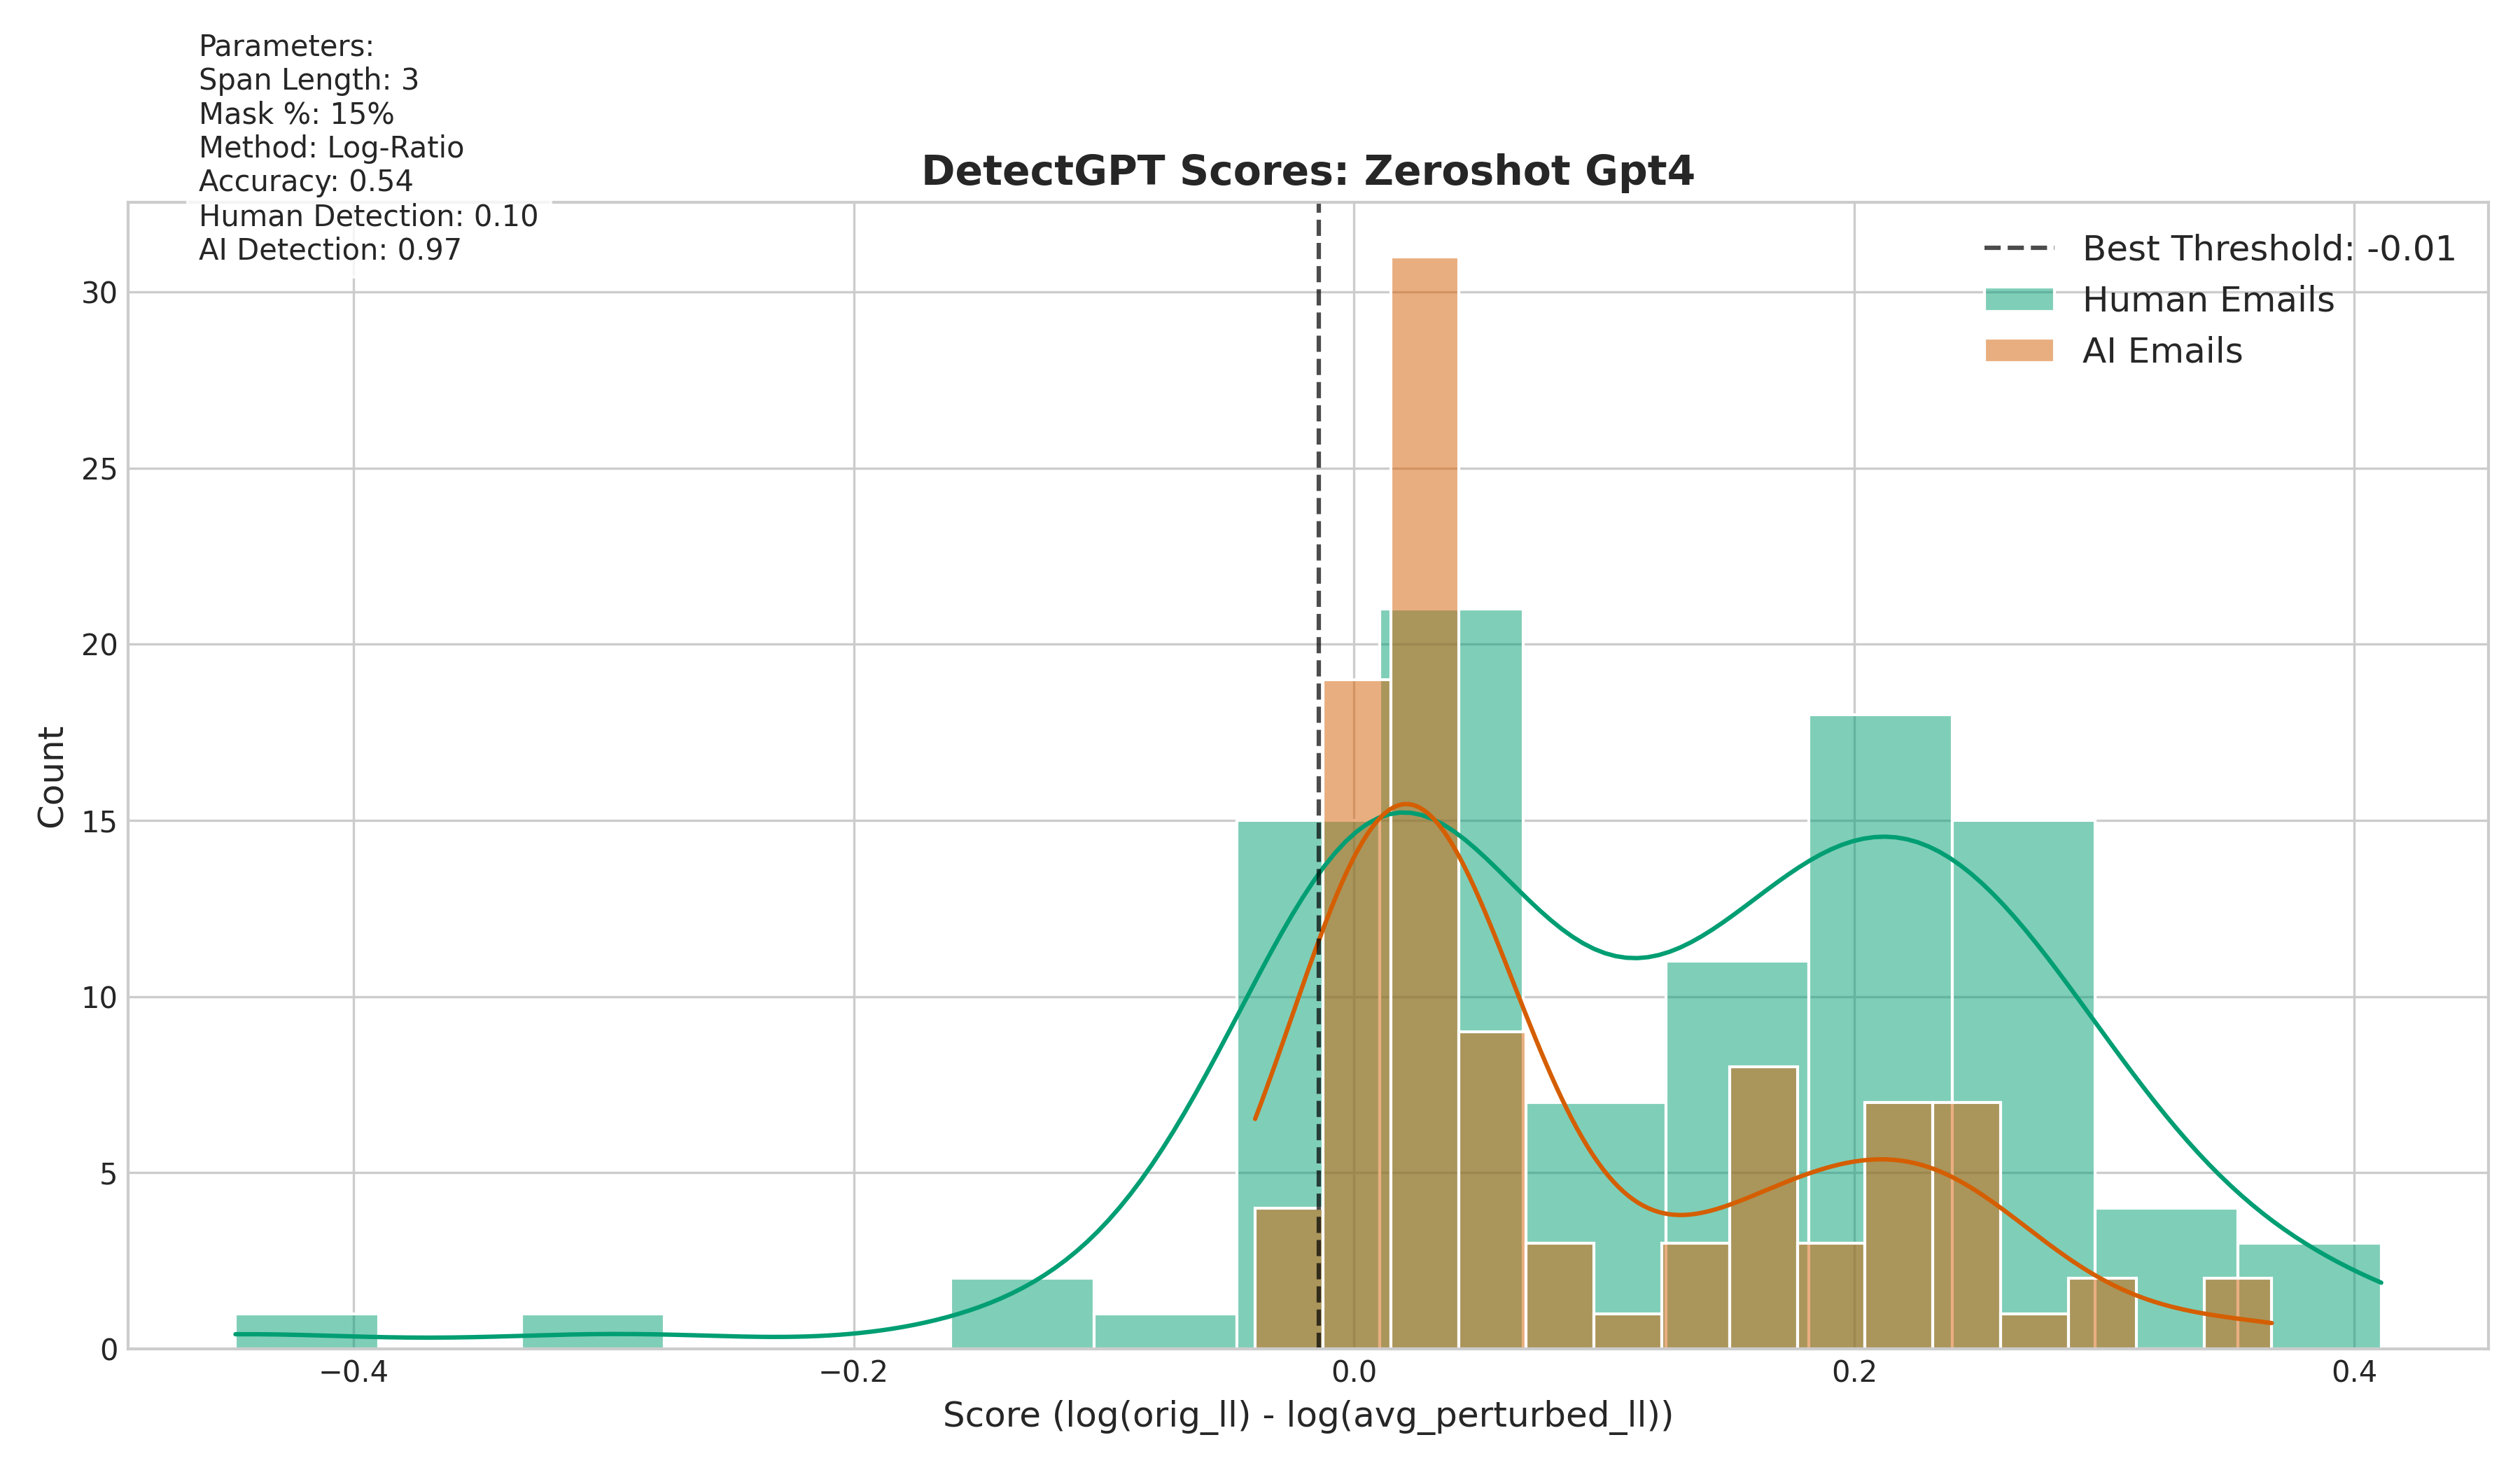 Parameters:
Span Length: 3
Mask %: 15%
Method: Log-Ratio
Accuracy: 0.54
Human Detection: 0.10
AI Detection: 0.97
DetectGPT Scores: Zeroshot Gpt4
Best Threshold: -0.01
Human Emails
AI Emails
30
25
20
15
10
5
0
Count
−0.4
−0.2
0.0
0.2
0.4
Score (log(orig_ll) - log(avg_perturbed_ll))